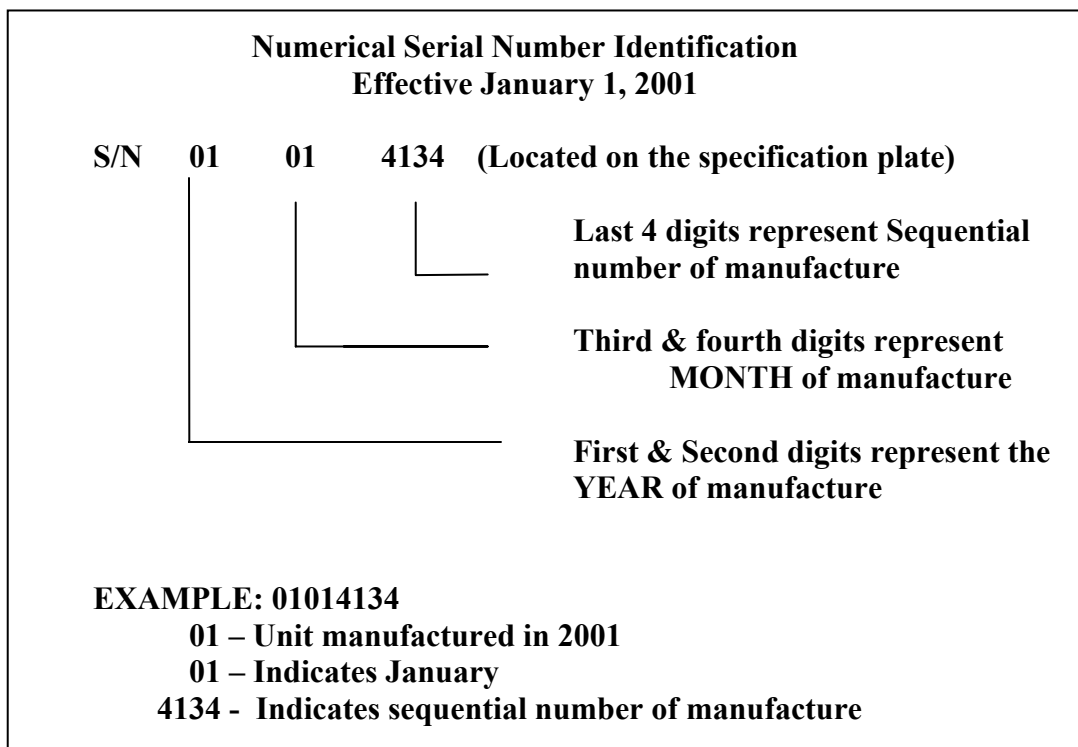 Numerical Serial Number Identification
Effective January 1, 2001
S/N 01 01 4134 (Located on the specification plate)
Last 4 digits represent Sequential
number of manufacture
Third & fourth digits represent
MONTH of manufacture
First & Second digits represent the
YEAR of manufacture
EXAMPLE: 01014134
01 – Unit manufactured in 2001
01 – Indicates January
4134 - Indicates sequential number of manufacture